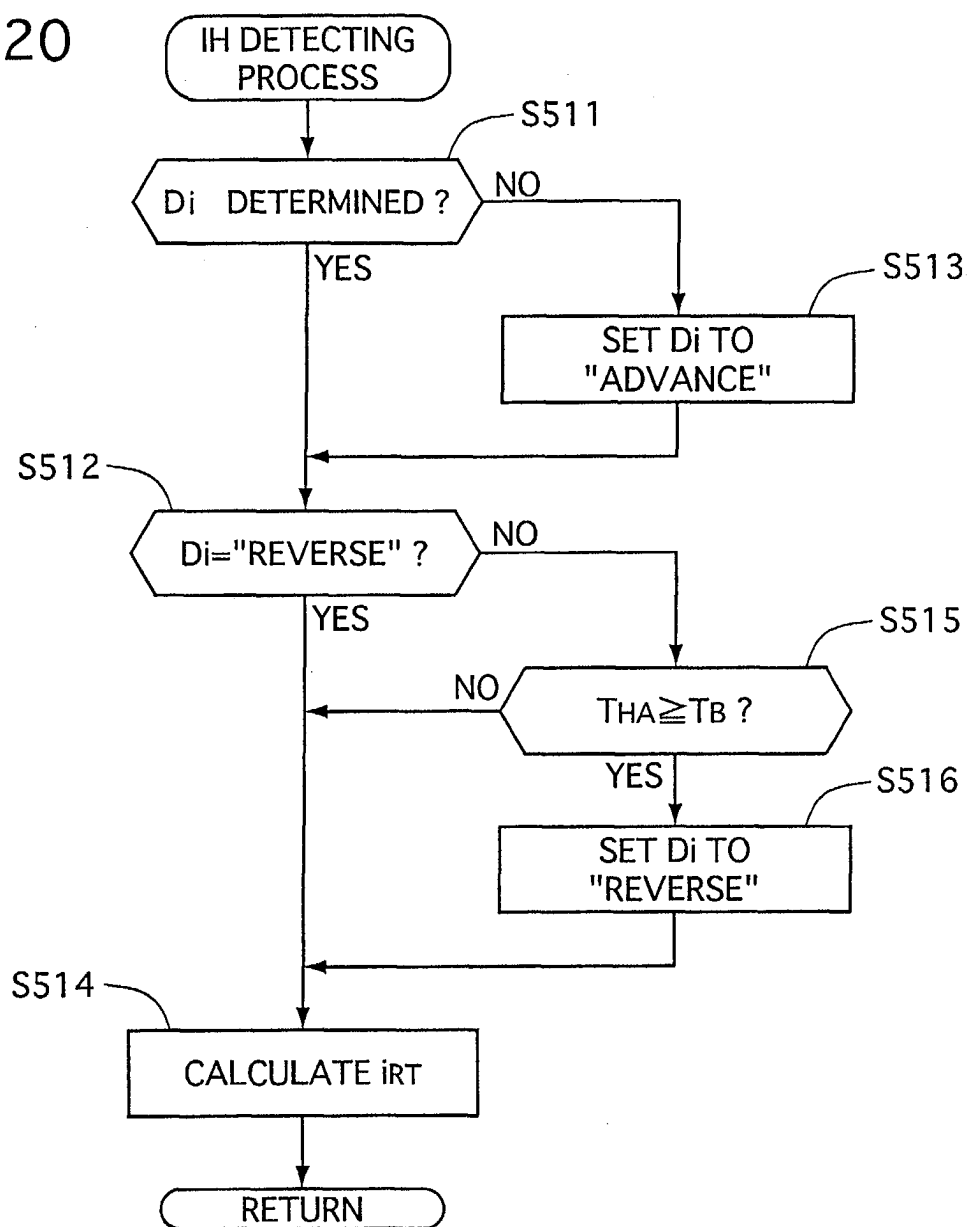 20
IH DETECTING
PROCESS
S511
Di DETERMINED ?
NO
YES
S513
SET Di TO
"ADVANCE"
S512
Di="REVERSE" ?
NO
YES
S515
THA≧TB ?
NO
YES
S516
SET Di TO
"REVERSE"
S514
CALCULATE iRT
RETURN